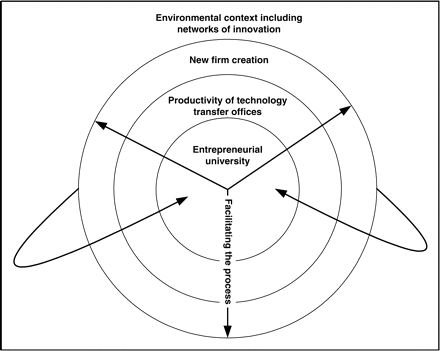 Environmental context including
networks of innovation
New firm creation
Productivity of technology
transfer offices
Entrepreneurial
university
Facilitating the process